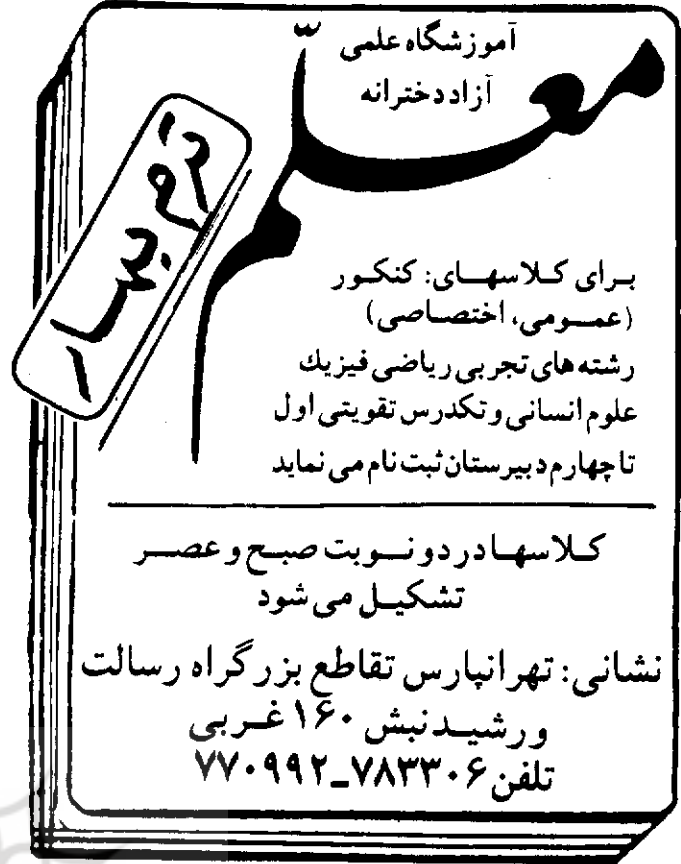 آموزشگاه علمی
آزاد دخترانه
معلّم
ترم بهار
برای کلاسهای: کنکور
(عمومی، اختصاصی)
رشته‌های تجربی ریاضی فیزیك
علوم انسانی و تکدرس تقویتی اول
تا چهارم دبیرستان ثبت نام می نماید
کلاسها در دو نوبت صبح و عصر
تشکیل می شود
نشانی: تهرانپارس تقاطع بزرگراه رسالت
و رشید نبش ۱۶۰ غربی
تلفن ۷۸۳۳۰۶_۷۷۰۹۹۲